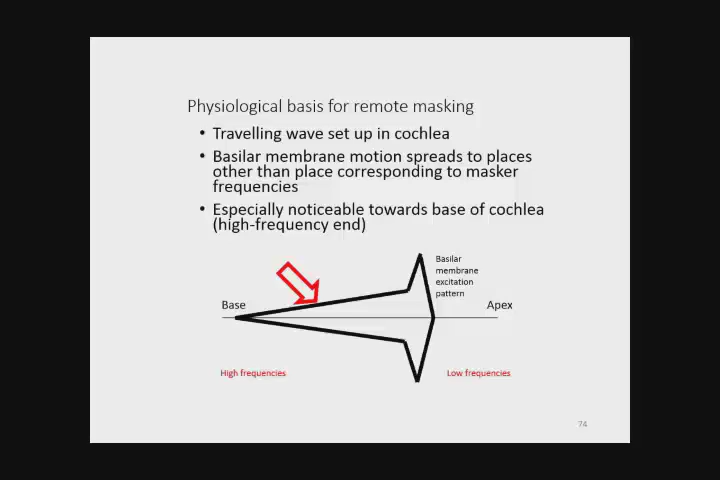 Physiological basis for remote masking
• Travelling wave set up in cochlea
• Basilar membrane motion spreads to places
other than place corresponding to masker
frequencies
• Especially noticeable towards base of cochlea
(high-frequency end)
Basilar
membrane
excitation
pattern
Base
Apex
High frequencies
Low frequencies
74